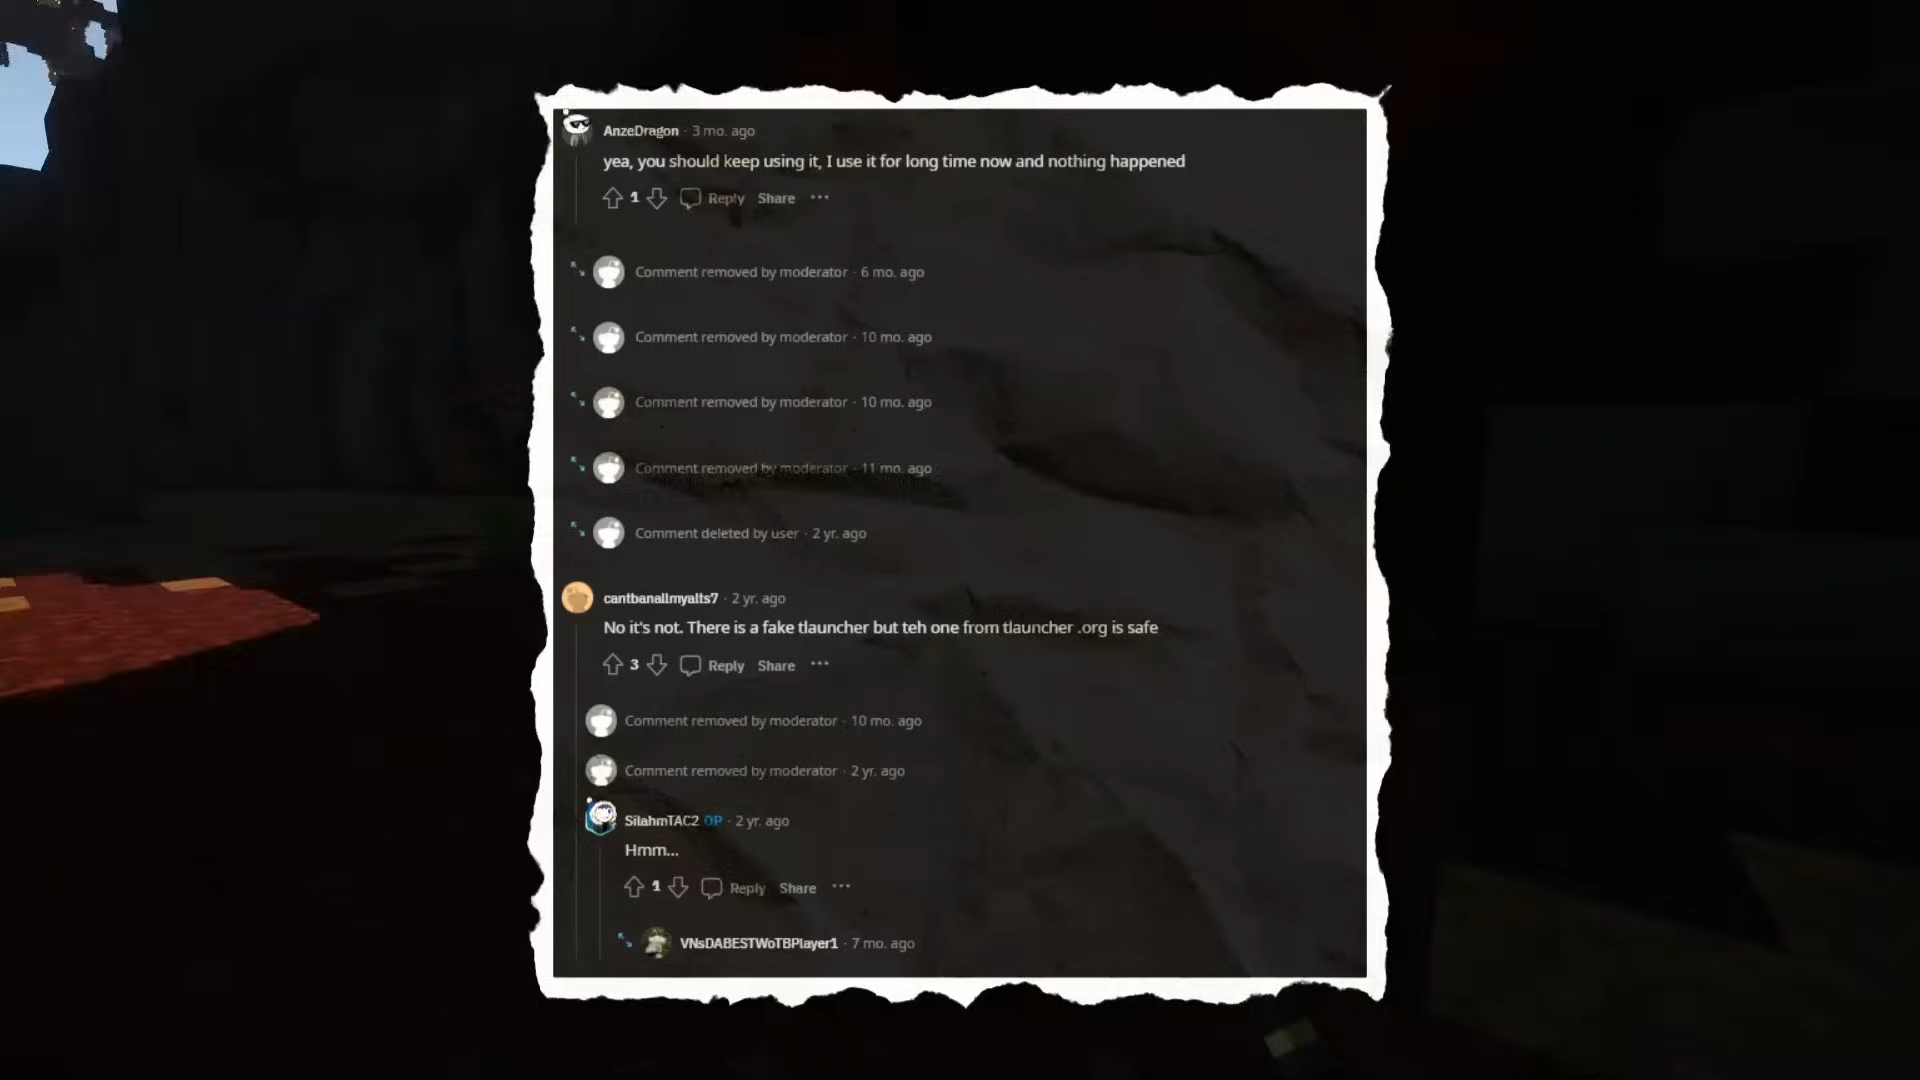 AnzeDragon · 3 mo. ago
yea, you should keep using it, I use it for long time now and nothing happened
1 Reply Share ···
Comment removed by moderator · 6 mo. ago
Comment removed by moderator · 10 mo. ago
Comment removed by moderator · 10 mo. ago
Comment removed by moderator · 11 mo. ago
Comment deleted by user · 2 yr. ago
cantbanallmyalts7 · 2 yr. ago
No it's not. There is a fake tlauncher but teh one from tlauncher .org is safe
3 Reply Share ···
Comment removed by moderator · 10 mo. ago
Comment removed by moderator · 2 yr. ago
SilahmTAC2 OP · 2 yr. ago
Hmm...
1 Reply Share ···
VNsDABESTWoTBPlayer1 · 7 mo. ago